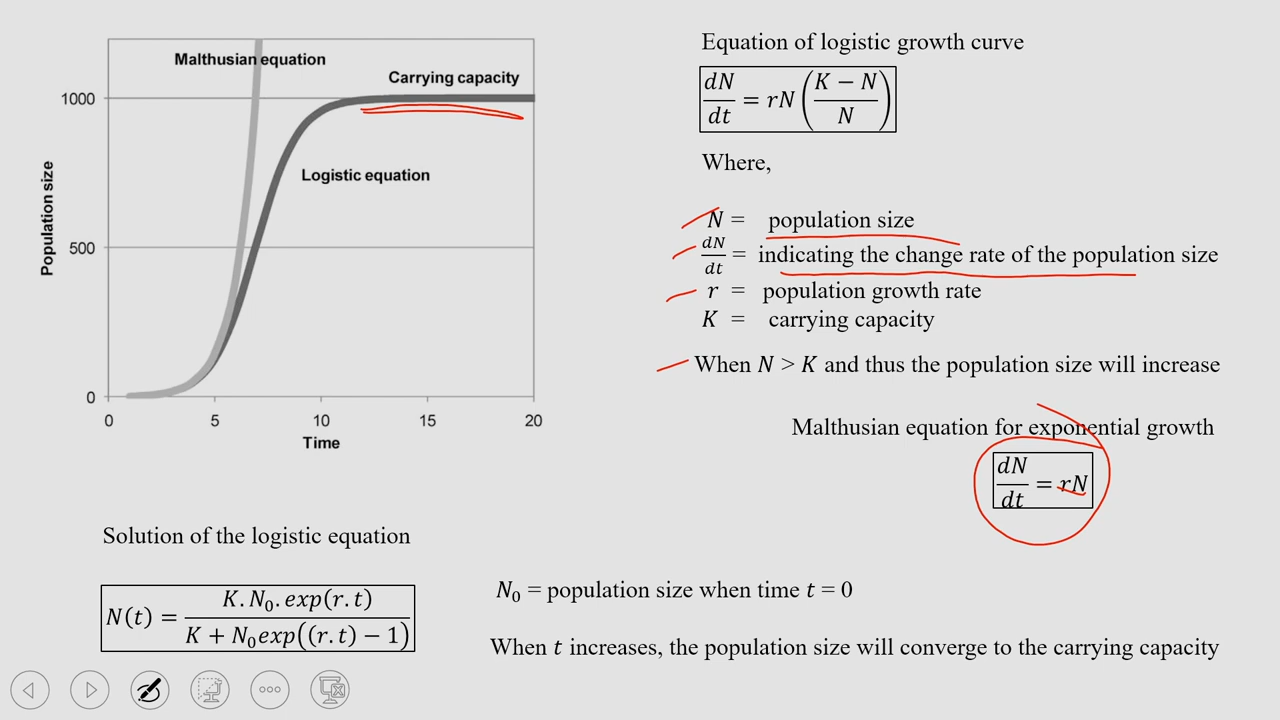 Malthusian equation
Carrying capacity
1000
Logistic equation
Population size
500
0
0 5 10 15 20
Time
Equation of logistic growth curve
dN/dt = rN ((K − N)/N)
Where,
N = population size
dN/dt = indicating the change rate of the population size
r = population growth rate
K = carrying capacity
When N > K and thus the population size will increase
Malthusian equation for exponential growth
dN/dt = rN
Solution of the logistic equation
N(t) = K.N₀.exp(r.t) / K + N₀exp((r.t) − 1)
N₀ = population size when time t = 0
When t increases, the population size will converge to the carrying capacity